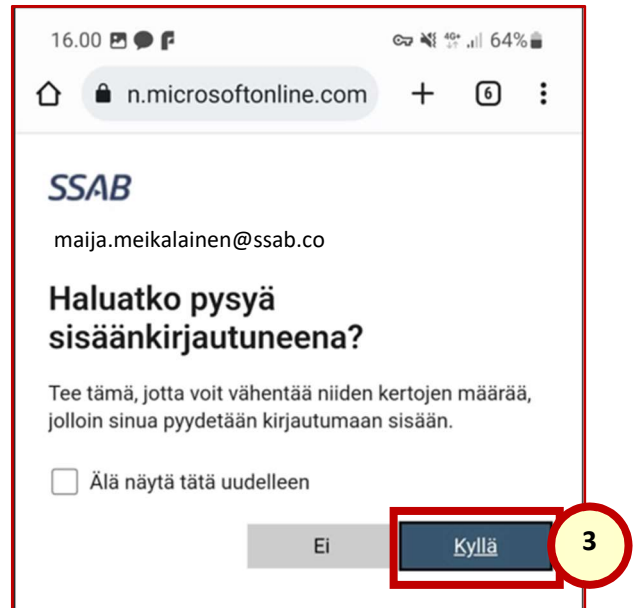 16.00 4G+ 64%
n.microsoftonline.com 6
SSAB
maija.meikalainen@ssab.co
Haluatko pysyä
sisäänkirjautuneena?
Tee tämä, jotta voit vähentää niiden kertojen määrää,
jolloin sinua pyydetään kirjautumaan sisään.
Älä näytä tätä uudelleen
Ei Kyllä 3